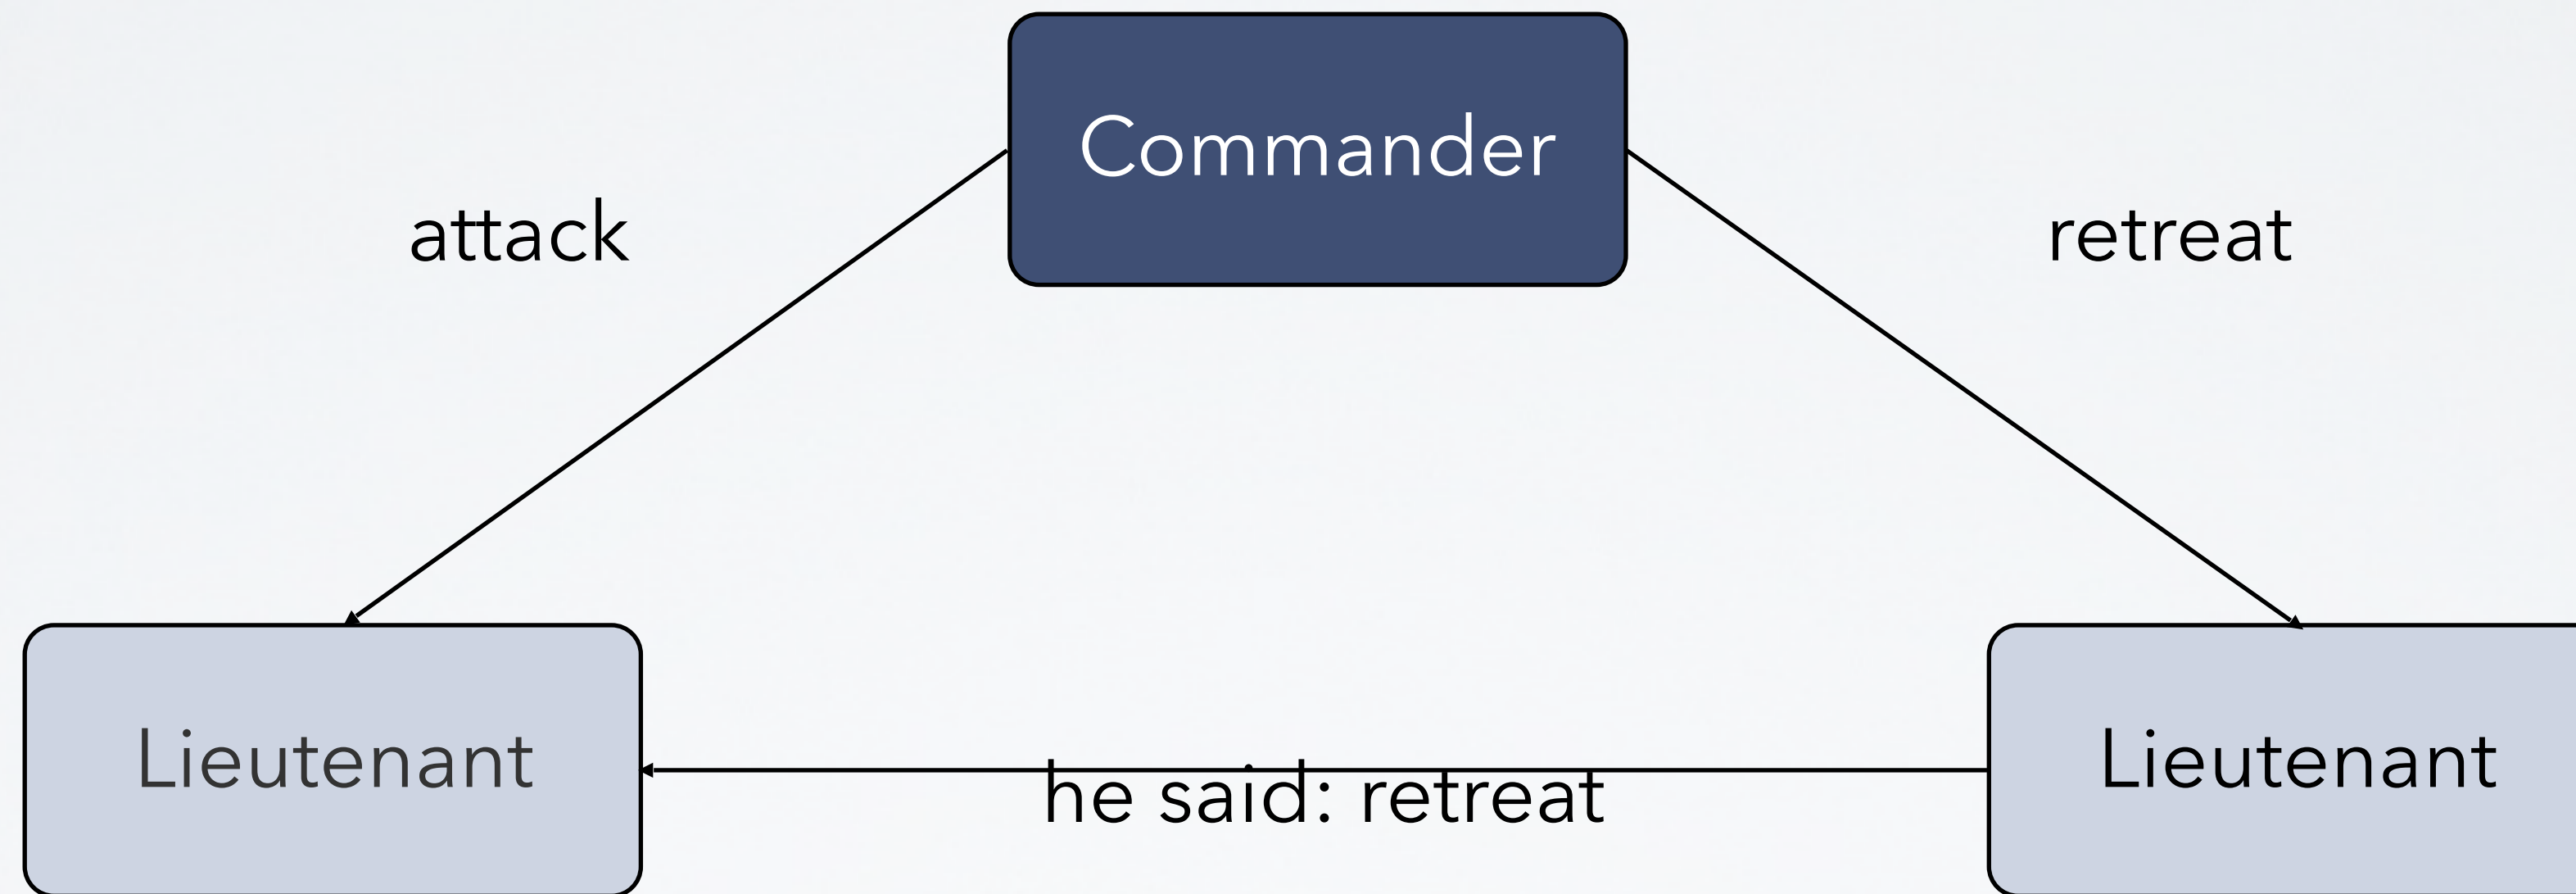 Commander
attack
retreat
Lieutenant
he said: retreat
Lieutenant